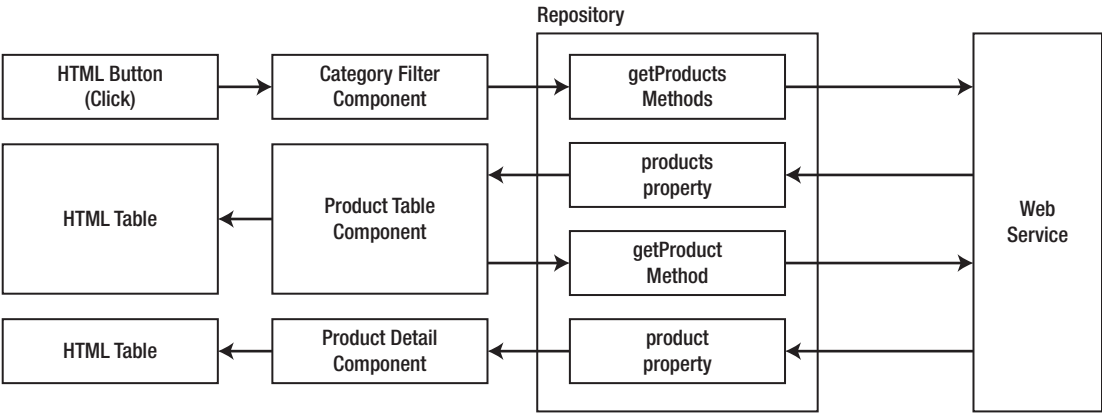 Repository
HTML Button
(Click)
Category Filter
Component
getProducts
Methods
HTML Table
Product Table
Component
products
property
getProduct
Method
Web
Service
HTML Table
Product Detail
Component
product
property